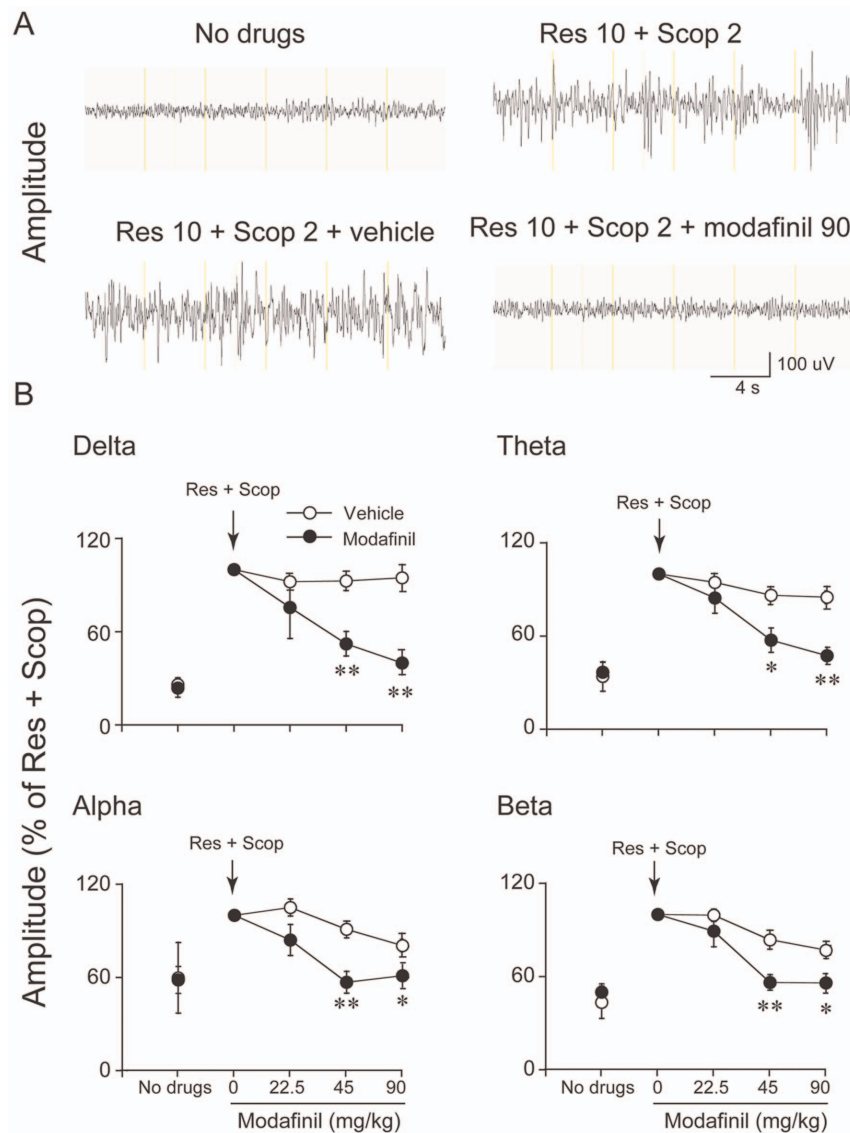 A
No drugs
Res 10 + Scop 2
Amplitude
Res 10 + Scop 2 + vehicle
Res 10 + Scop 2 + modafinil 90
100 uV
4 s
B
Amplitude (% of Res + Scop)
Delta
Res + Scop
Vehicle
Modafinil
120
60
0
**
**
Theta
Res + Scop
120
60
0
*
**
Alpha
Res + Scop
120
60
0
**
*
No drugs
0 22.5 45 90
Modafinil (mg/kg)
Beta
Res + Scop
120
60
0
**
*
No drugs
0 22.5 45 90
Modafinil (mg/kg)